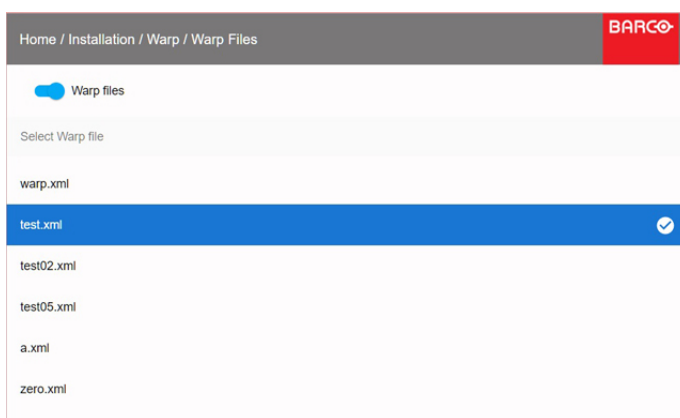 Home / Installation / Warp / Warp Files
BARCO
Warp files
Select Warp file
warp.xml
test.xml
test02.xml
test05.xml
a.xml
zero.xml